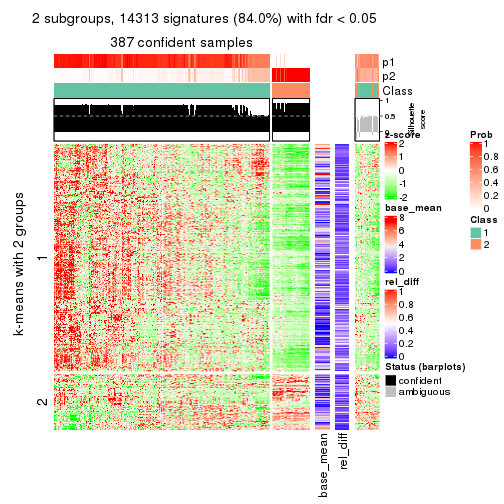 2 subgroups, 14313 signatures (84.0%) with fdr < 0.05
387 confident samples
p1
p2
Class
1
0.5
0
Silhouette
score
k-means with 2 groups
1
2
base_mean
rel_diff
z-score
2
1
0
-1
-2
base_mean
8
6
4
2
0
rel_diff
1
0.8
0.6
0.4
0.2
0
Status (barplots)
confident
ambiguous
Prob
1
0.8
0.6
0.4
0.2
0
Class
1
2